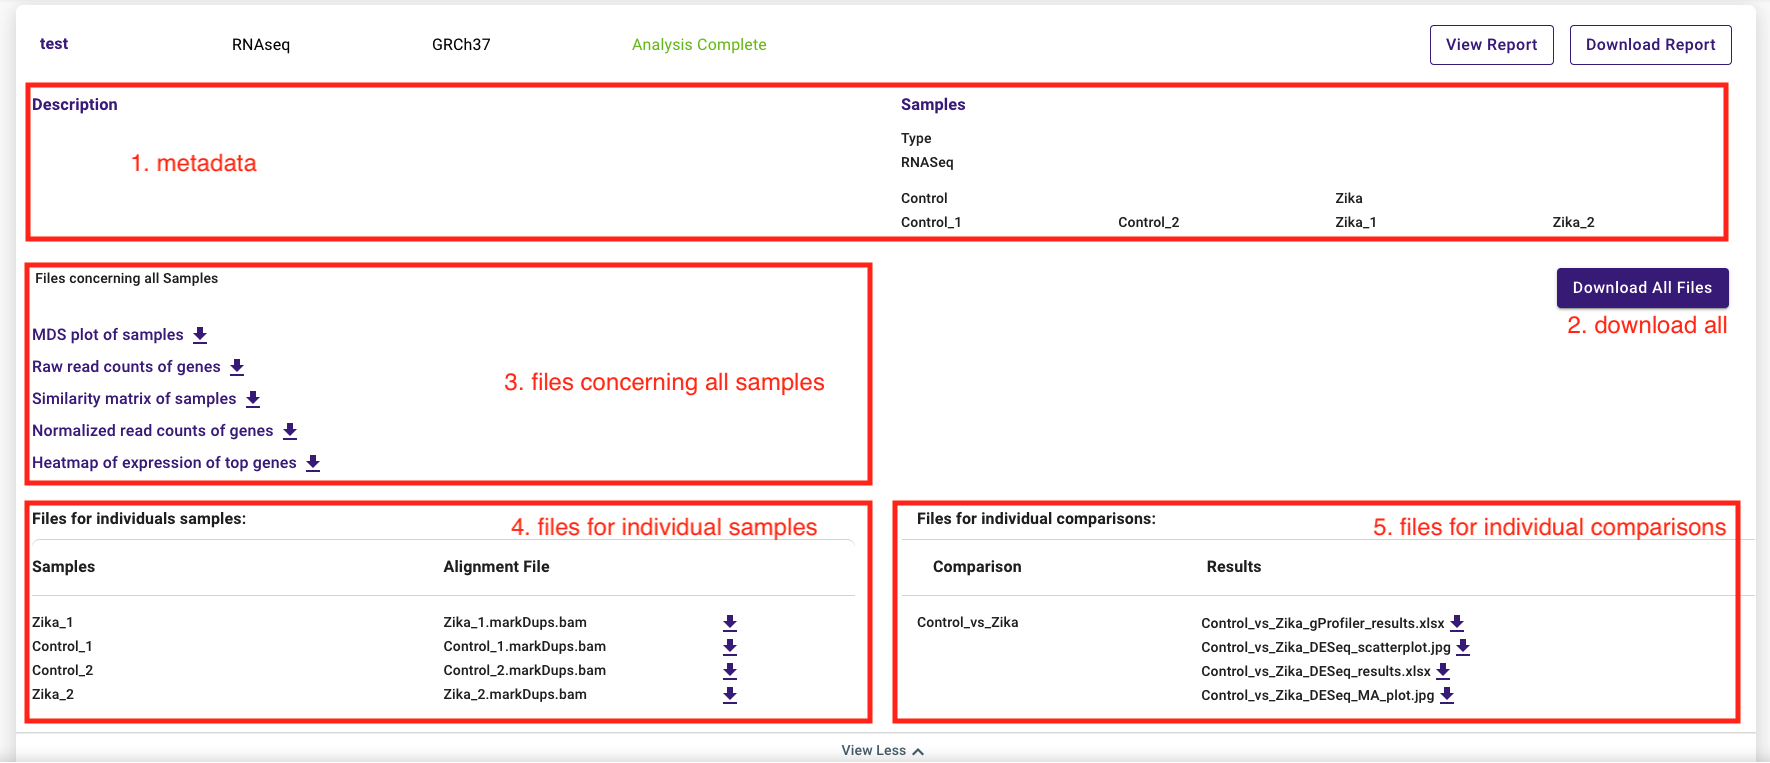 test RNAseq GRCh37 Analysis Complete View Report Download Report
Description Samples
Type
1. metadata
RNASeq
Control Zika
Control_1 Control_2 Zika_1 Zika_2
Files concerning all Samples
Download All Files
2. download all
MDS plot of samples
Raw read counts of genes
3. files concerning all samples
Similarity matrix of samples
Normalized read counts of genes
Heatmap of expression of top genes
Files for individuals samples:
4. files for individual samples
Samples Alignment File
Zika_1 Zika_1.markDups.bam
Control_1 Control_1.markDups.bam
Control_2 Control_2.markDups.bam
Zika_2 Zika_2.markDups.bam
Files for individual comparisons:
5. files for individual comparisons
Comparison Results
Control_vs_Zika Control_vs_Zika_gProfiler_results.xlsx
Control_vs_Zika_DESeq_scatterplot.jpg
Control_vs_Zika_DESeq_results.xlsx
Control_vs_Zika_DESeq_MA_plot.jpg
View Less